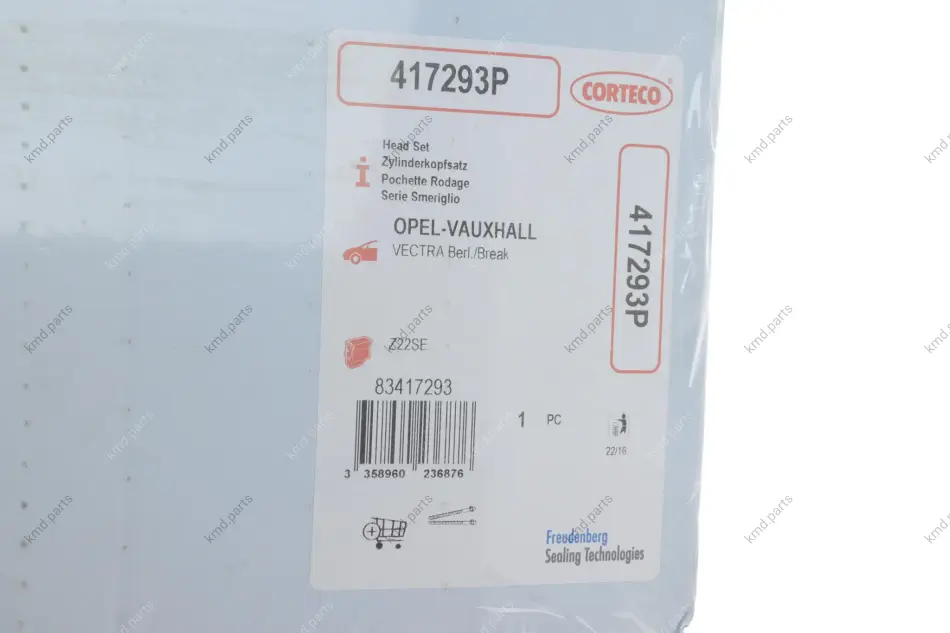 417293P
CORTECO®
Head Set
Zylinderkopfsatz
Pochette Rodage
Serie Smeriglio
OPEL-VAUXHALL
VECTRA Berl./Break
417293P
Z22SE
83417293
1 PC
22/16
3 358960 236876
Freudenberg
Sealing Technologies
kmd.parts